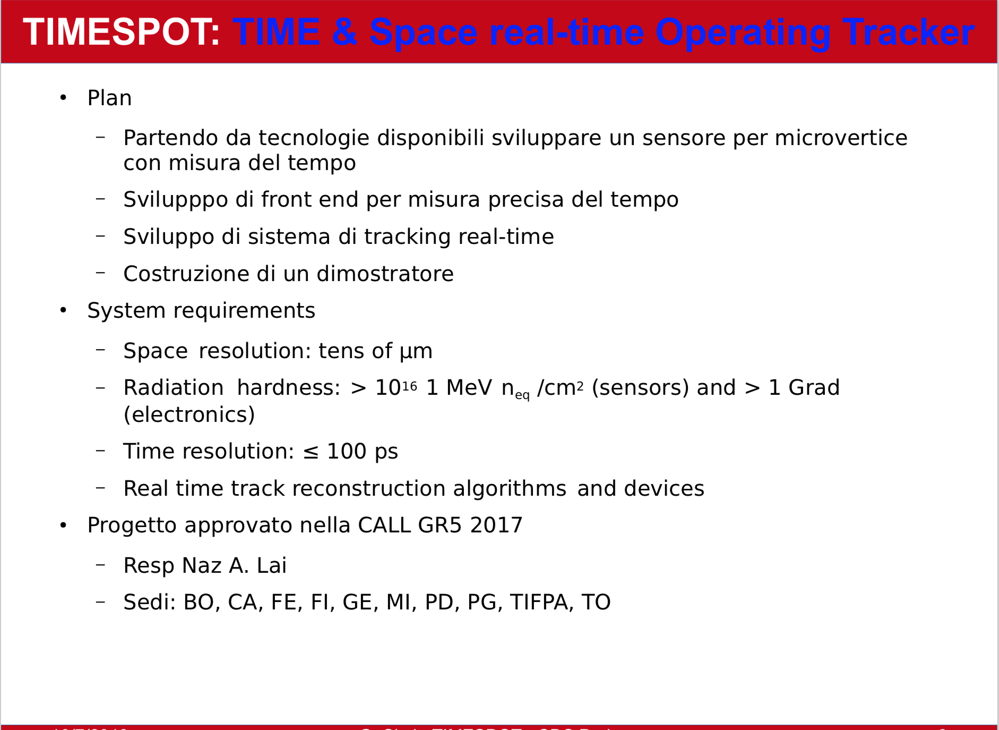 TIMESPOT: TIME & Space real-time Operating Tracker
• Plan
– Partendo da tecnologie disponibili sviluppare un sensore per microvertice
con misura del tempo
– Svilupppo di front end per misura precisa del tempo
– Sviluppo di sistema di tracking real-time
– Costruzione di un dimostratore
• System requirements
– Space resolution: tens of µm
– Radiation hardness: > 10¹⁶ 1 MeV n_eq /cm² (sensors) and > 1 Grad
(electronics)
– Time resolution: ≤ 100 ps
– Real time track reconstruction algorithms and devices
• Progetto approvato nella CALL GR5 2017
– Resp Naz A. Lai
– Sedi: BO, CA, FE, FI, GE, MI, PD, PG, TIFPA, TO